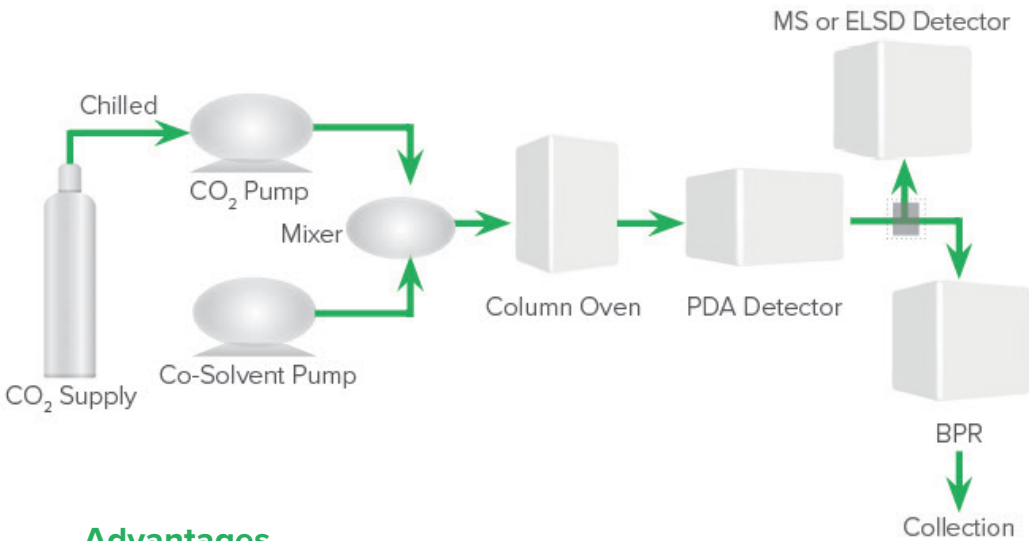 MS or ELSD Detector
Chilled
CO₂ Pump
Mixer
Column Oven
PDA Detector
Co-Solvent Pump
CO₂ Supply
BPR
Collection
Advantages